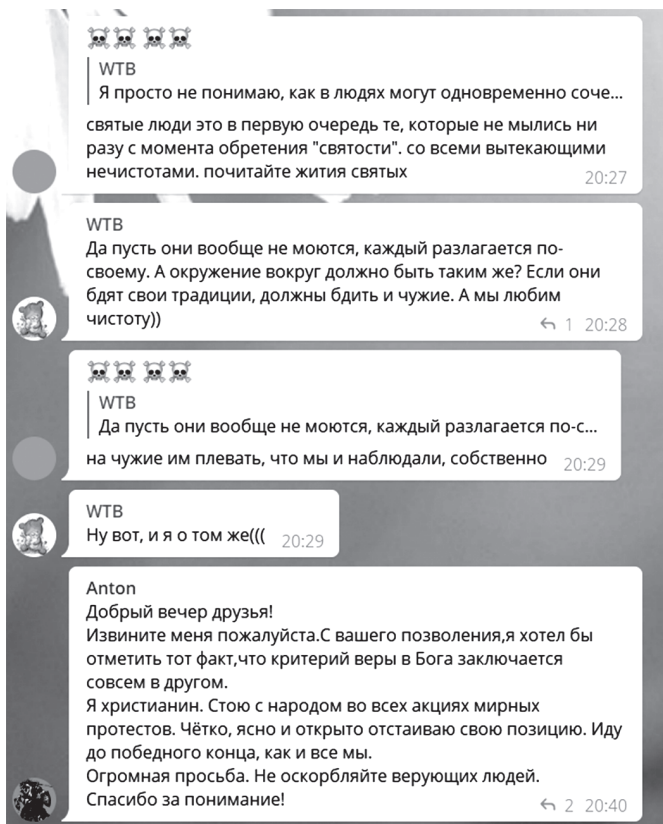 ☠️☠️☠️☠️
WTB
Я просто не понимаю, как в людях могут одновременно соче...
святые люди это в первую очередь те, которые не мылись ни
разу с момента обретения "святости". со всеми вытекающими
нечистотами. почитайте жития святых
20:27
WTB
Да пусть они вообще не моются, каждый разлагается по-
своему. А окружение вокруг должно быть таким же? Если они
бдят свои традиции, должны бдить и чужие. А мы любим
чистоту))
1 20:28
☠️☠️☠️☠️
WTB
Да пусть они вообще не моются, каждый разлагается по-с...
на чужие им плевать, что мы и наблюдали, собственно 20:29
WTB
Ну вот, и я о том же((( 20:29
Anton
Добрый вечер друзья!
Извините меня пожалуйста.С вашего позволения,я хотел бы
отметить тот факт,что критерий веры в Бога заключается
совсем в другом.
Я христианин. Стою с народом во всех акциях мирных
протестов. Чётко, ясно и открыто отстаиваю свою позицию. Иду
до победного конца, как и все мы.
Огромная просьба. Не оскорбляйте верующих людей.
Спасибо за понимание!
2 20:40